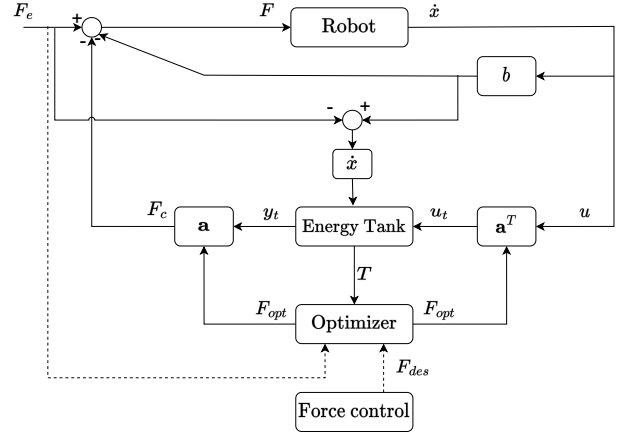 F_e
+
-
-
F
Robot
ẋ
b
-
+
ẋ
F_c
a
y_t
Energy Tank
u_t
a^T
u
T
F_opt
Optimizer
F_opt
F_des
Force control